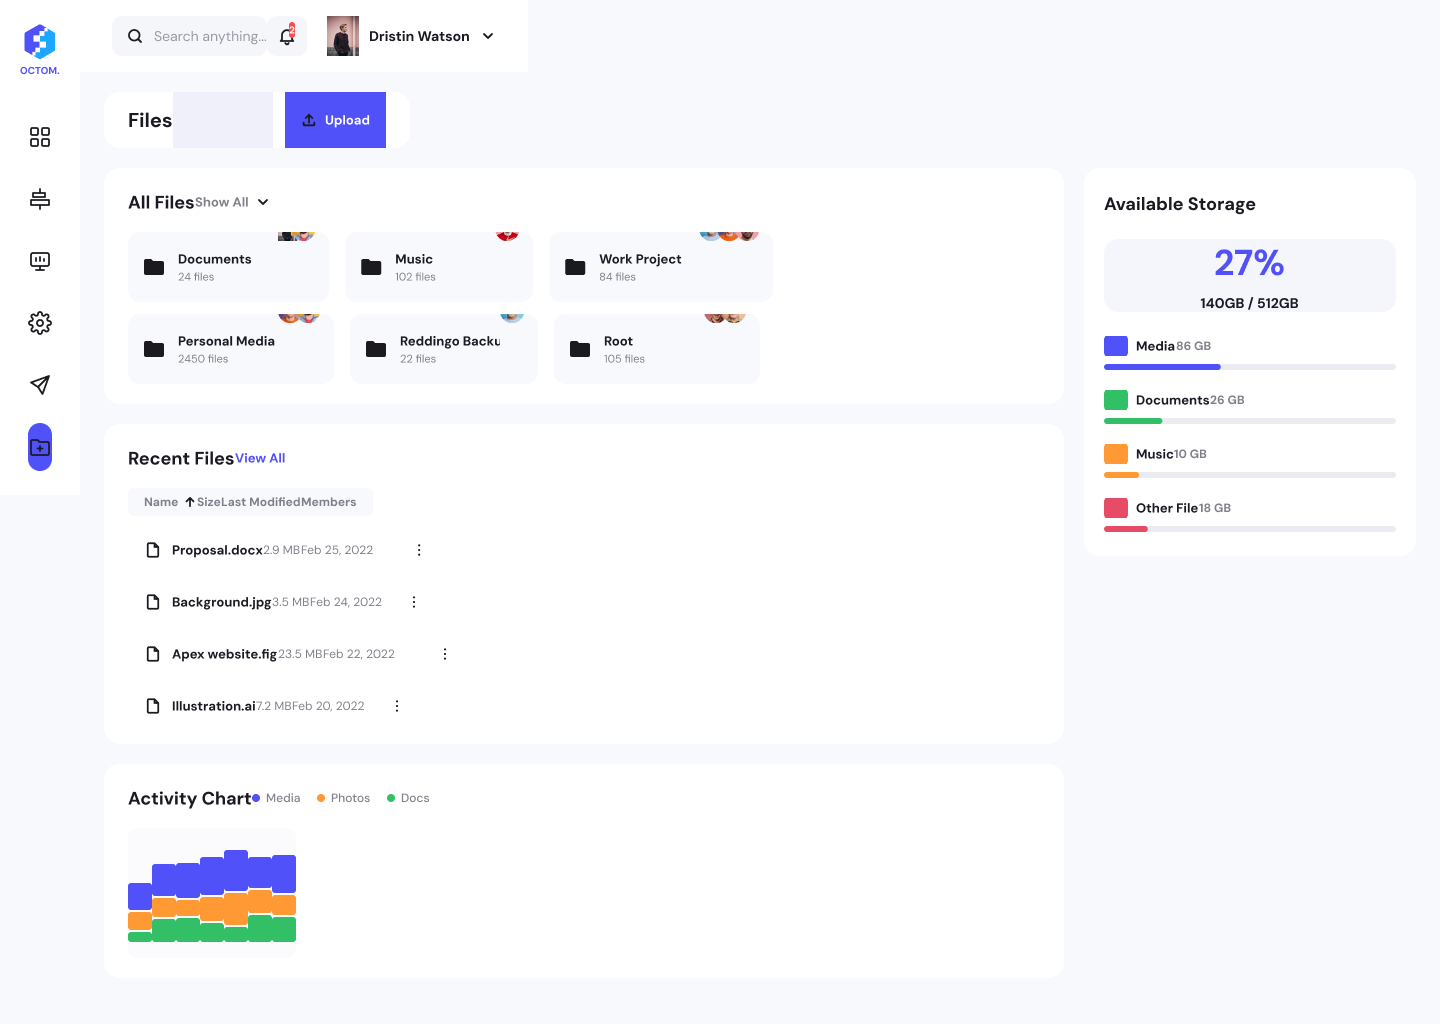 OCTOM.
Search anything...
2
Dristin Watson
Files
Upload
All Files
Show All
Documents
24 files
Music
102 files
Work Project
84 files
Personal Media
2450 files
Reddingo Backu
22 files
Root
105 files
Recent Files
View All
Name Size Last Modified Members
Proposal.docx 2.9 MB Feb 25, 2022
Background.jpg 3.5 MB Feb 24, 2022
Apex website.fig 23.5 MB Feb 22, 2022
Illustration.ai 7.2 MB Feb 20, 2022
Activity Chart
Media
Photos
Docs
Available Storage
27%
140GB / 512GB
Media 86 GB
Documents 26 GB
Music 10 GB
Other File 18 GB